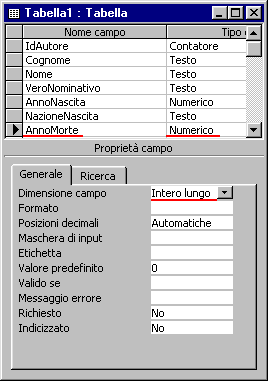 Tabella1 : Tabella
Nome campo Tipo
IdAutore Contatore
Cognome Testo
Nome Testo
VeroNominativo Testo
AnnoNascita Numerico
NazioneNascita Testo
AnnoMorte Numerico
Proprietà campo
Generale Ricerca
Dimensione campo Intero lungo
Formato
Posizioni decimali Automatiche
Maschera di input
Etichetta
Valore predefinito 0
Valido se
Messaggio errore
Richiesto No
Indicizzato No